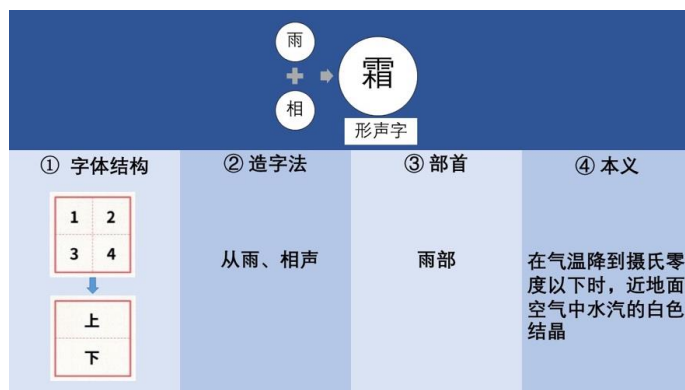 雨
相
霜
形声字
① 字体结构
② 造字法
③ 部首
④ 本义
1 2
3 4
上
下
从雨、相声
雨部
在气温降到摄氏零
度以下时，近地面
空气中水汽的白色
结晶